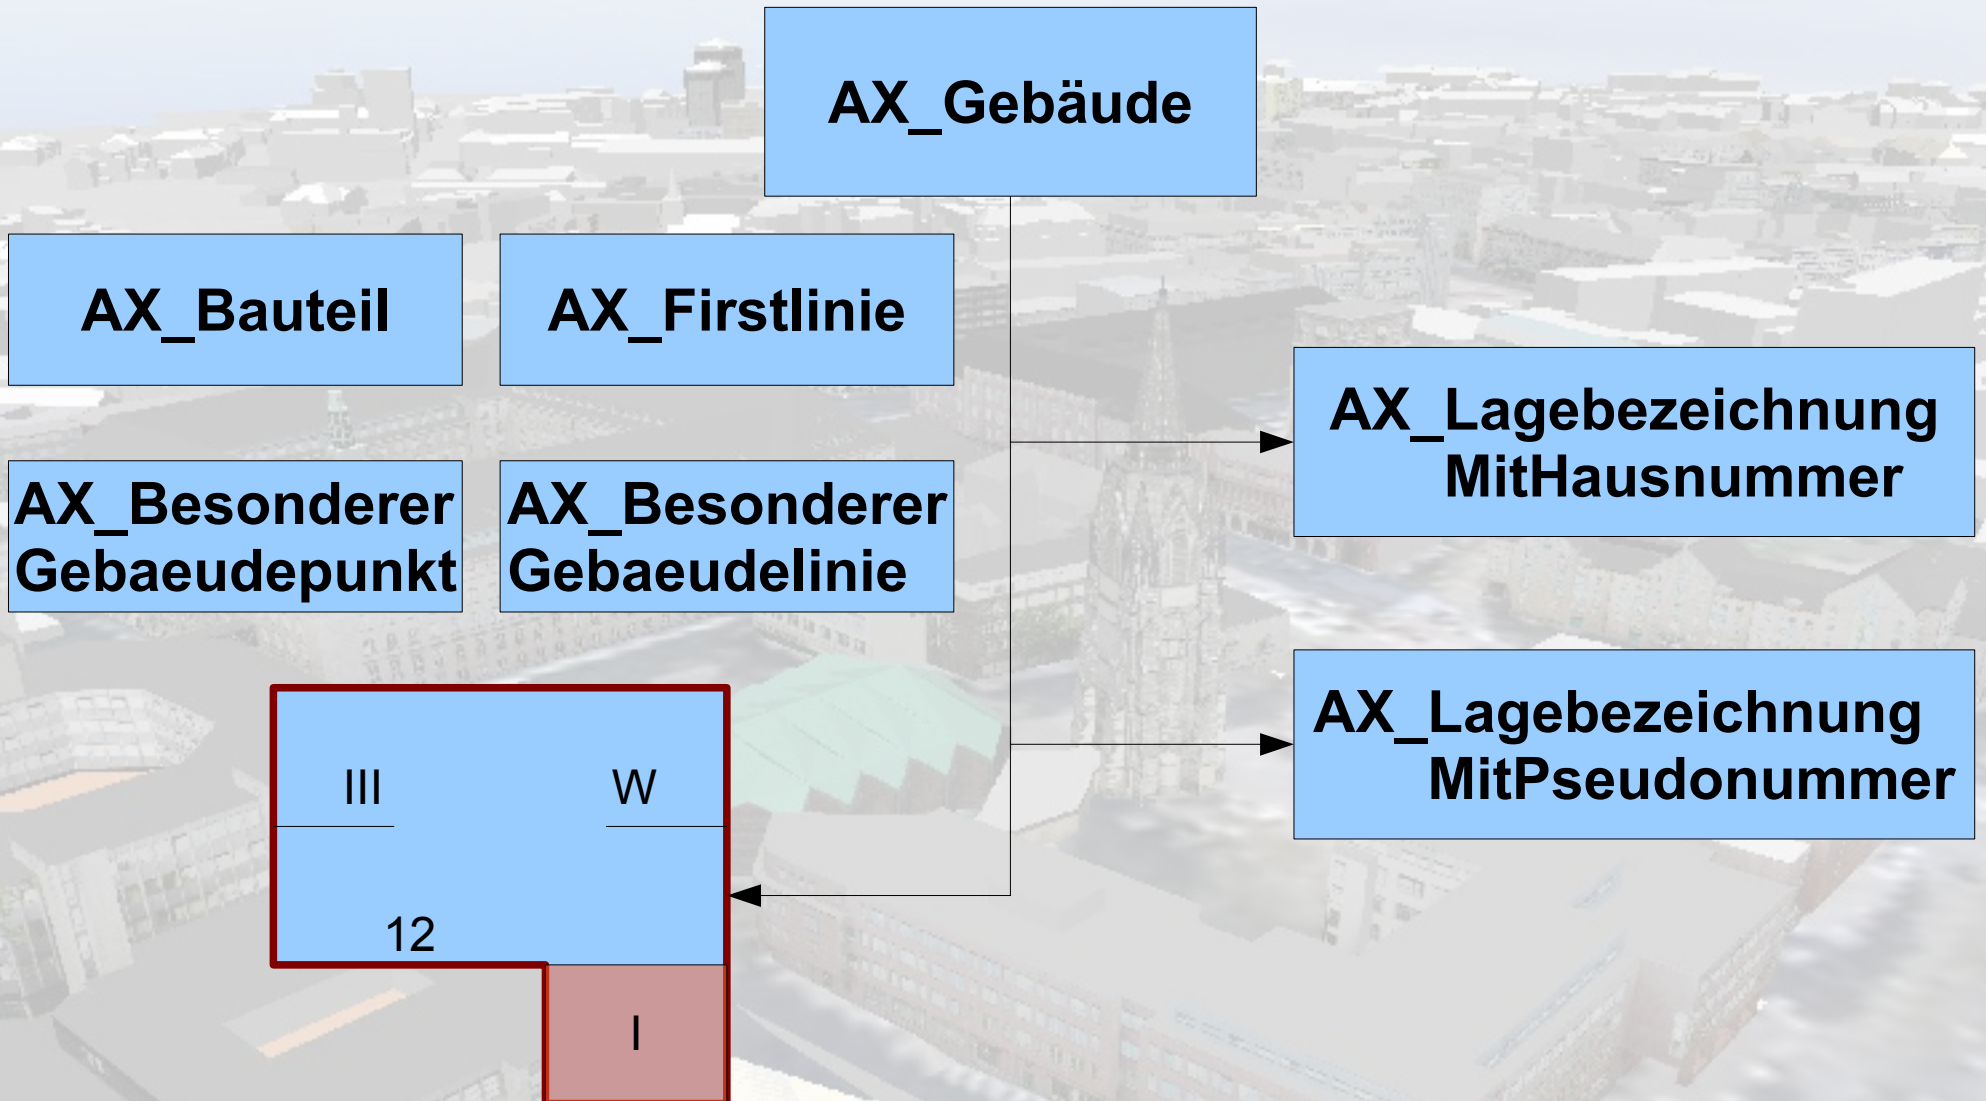 AX_Gebäude
AX_Bauteil
AX_Firstlinie
AX_Lagebezeichnung
MitHausnummer
AX_Besonderer
Gebaeudepunkt
AX_Besonderer
Gebaeudelinie
AX_Lagebezeichnung
MitPseudonummer
III
W
12
I